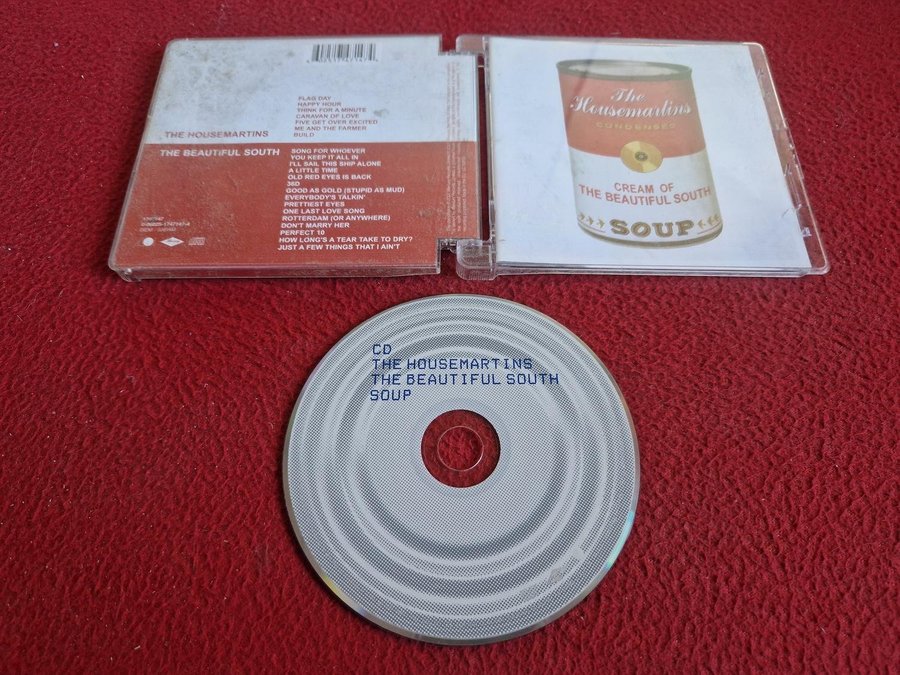 FLAG DAY
HAPPY HOUR
THINK FOR A MINUTE
CARAVAN OF LOVE
FIVE GET OVER EXCITED
ME AND THE FARMER
THE HOUSEMARTINS BUILD
THE BEAUTIFUL SOUTH SONG FOR WHOEVER
YOU KEEP IT ALL IN
I'LL SAIL THIS SHIP ALONE
A LITTLE TIME
OLD RED EYES IS BACK
36D
GOOD AS GOLD (STUPID AS MUD)
EVERYBODY'S TALKIN'
PRETTIEST EYES
ONE LAST LOVE SONG
ROTTERDAM (OR ANYWHERE)
DON'T MARRY HER
PERFECT 10
HOW LONG'S A TEAR TAKE TO DRY?
JUST A FEW THINGS THAT I AIN'T
The
Housemartins
CONDENSED
CREAM OF
THE BEAUTIFUL SOUTH
SOUP
CD
THE HOUSEMARTINS
THE BEAUTIFUL SOUTH
SOUP